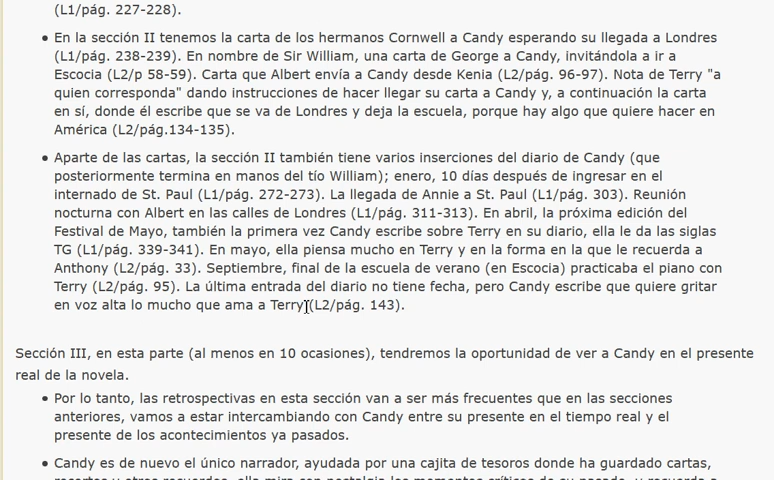 (L1/pág. 227-228).
• En la sección II tenemos la carta de los hermanos Cornwell a Candy esperando su llegada a Londres
(L1/pág. 238-239). En nombre de Sir William, una carta de George a Candy, invitándola a ir a
Escocia (L2/p 58-59). Carta que Albert envía a Candy desde Kenia (L2/pág. 96-97). Nota de Terry "a
quien corresponda" dando instrucciones de hacer llegar su carta a Candy y, a continuación la carta
en sí, donde él escribe que se va de Londres y deja la escuela, porque hay algo que quiere hacer en
América (L2/pág.134-135).
• Aparte de las cartas, la sección II también tiene varios inserciones del diario de Candy (que
posteriormente termina en manos del tío William); enero, 10 días después de ingresar en el
internado de St. Paul (L1/pág. 272-273). La llegada de Annie a St. Paul (L1/pág. 303). Reunión
nocturna con Albert en las calles de Londres (L1/pág. 311-313). En abril, la próxima edición del
Festival de Mayo, también la primera vez Candy escribe sobre Terry en su diario, ella le da las siglas
TG (L1/pág. 339-341). En mayo, ella piensa mucho en Terry y en la forma en la que le recuerda a
Anthony (L2/pág. 33). Septiembre, final de la escuela de verano (en Escocia) practicaba el piano con
Terry (L2/pág. 95). La última entrada del diario no tiene fecha, pero Candy escribe que quiere gritar
en voz alta lo mucho que ama a Terry (L2/pág. 143).
Sección III, en esta parte (al menos en 10 ocasiones), tendremos la oportunidad de ver a Candy en el presente
real de la novela.
• Por lo tanto, las retrospectivas en esta sección van a ser más frecuentes que en las secciones
anteriores, vamos a estar intercambiando con Candy entre su presente en el tiempo real y el
presente de los acontecimientos ya pasados.
• Candy es de nuevo el único narrador, ayudada por una cajita de tesoros donde ha guardado cartas,
recortes y otros recuerdos, ella mira con nostalgia los momentos críticos de su pasado, y recuerda a